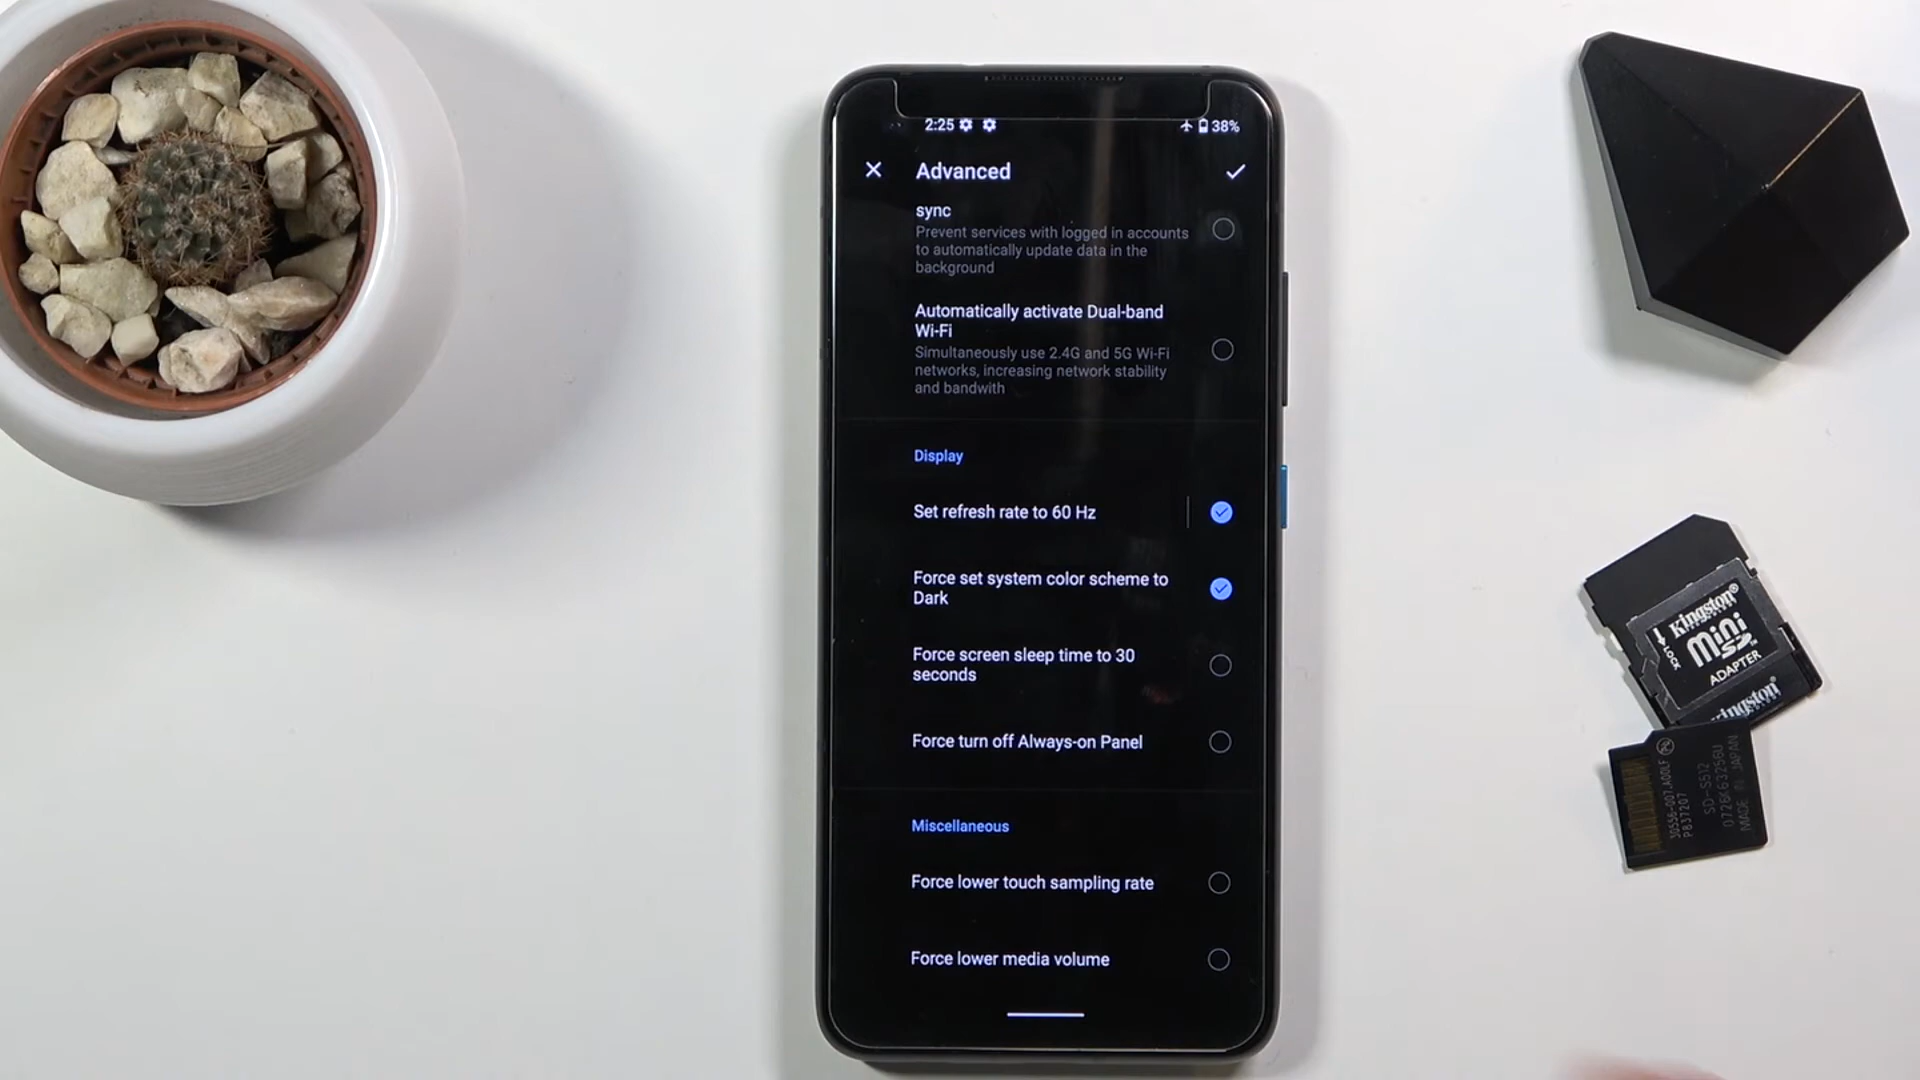 2:25
38%
Advanced
sync
Prevent services with logged in accounts
to automatically update data in the
background
Automatically activate Dual-band
Wi-Fi
Simultaneously use 2.4G and 5G Wi-Fi
networks, increasing network stability
and bandwith
Display
Set refresh rate to 60 Hz
Force set system color scheme to
Dark
Force screen sleep time to 30
seconds
Force turn off Always-on Panel
Miscellaneous
Force lower touch sampling rate
Force lower media volume
LOCK
Kingston
mini
SD
ADAPTER
SD-S512
MADE IN JAPAN